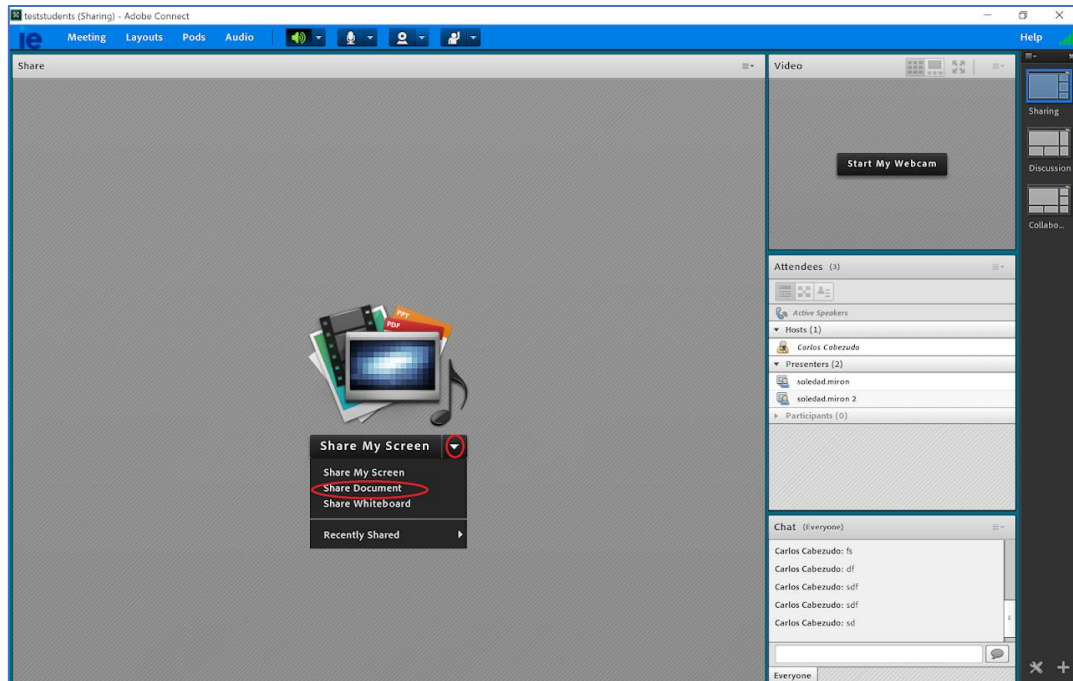 teststudents (Sharing) - Adobe Connect
ie Meeting Layouts Pods Audio Help
Share
Video
Start My Webcam
Sharing
Discussion
Collabo...
PPT
PDF
Share My Screen
Share My Screen
Share Document
Share Whiteboard
Recently Shared
Attendees (3)
Active Speakers
Hosts (1)
Carlos Cabezudo
Presenters (2)
soledad.miron
soledad.miron 2
Participants (0)
Chat (Everyone)
Carlos Cabezudo: fs
Carlos Cabezudo: df
Carlos Cabezudo: sdf
Carlos Cabezudo: sdf
Carlos Cabezudo: sd
Everyone